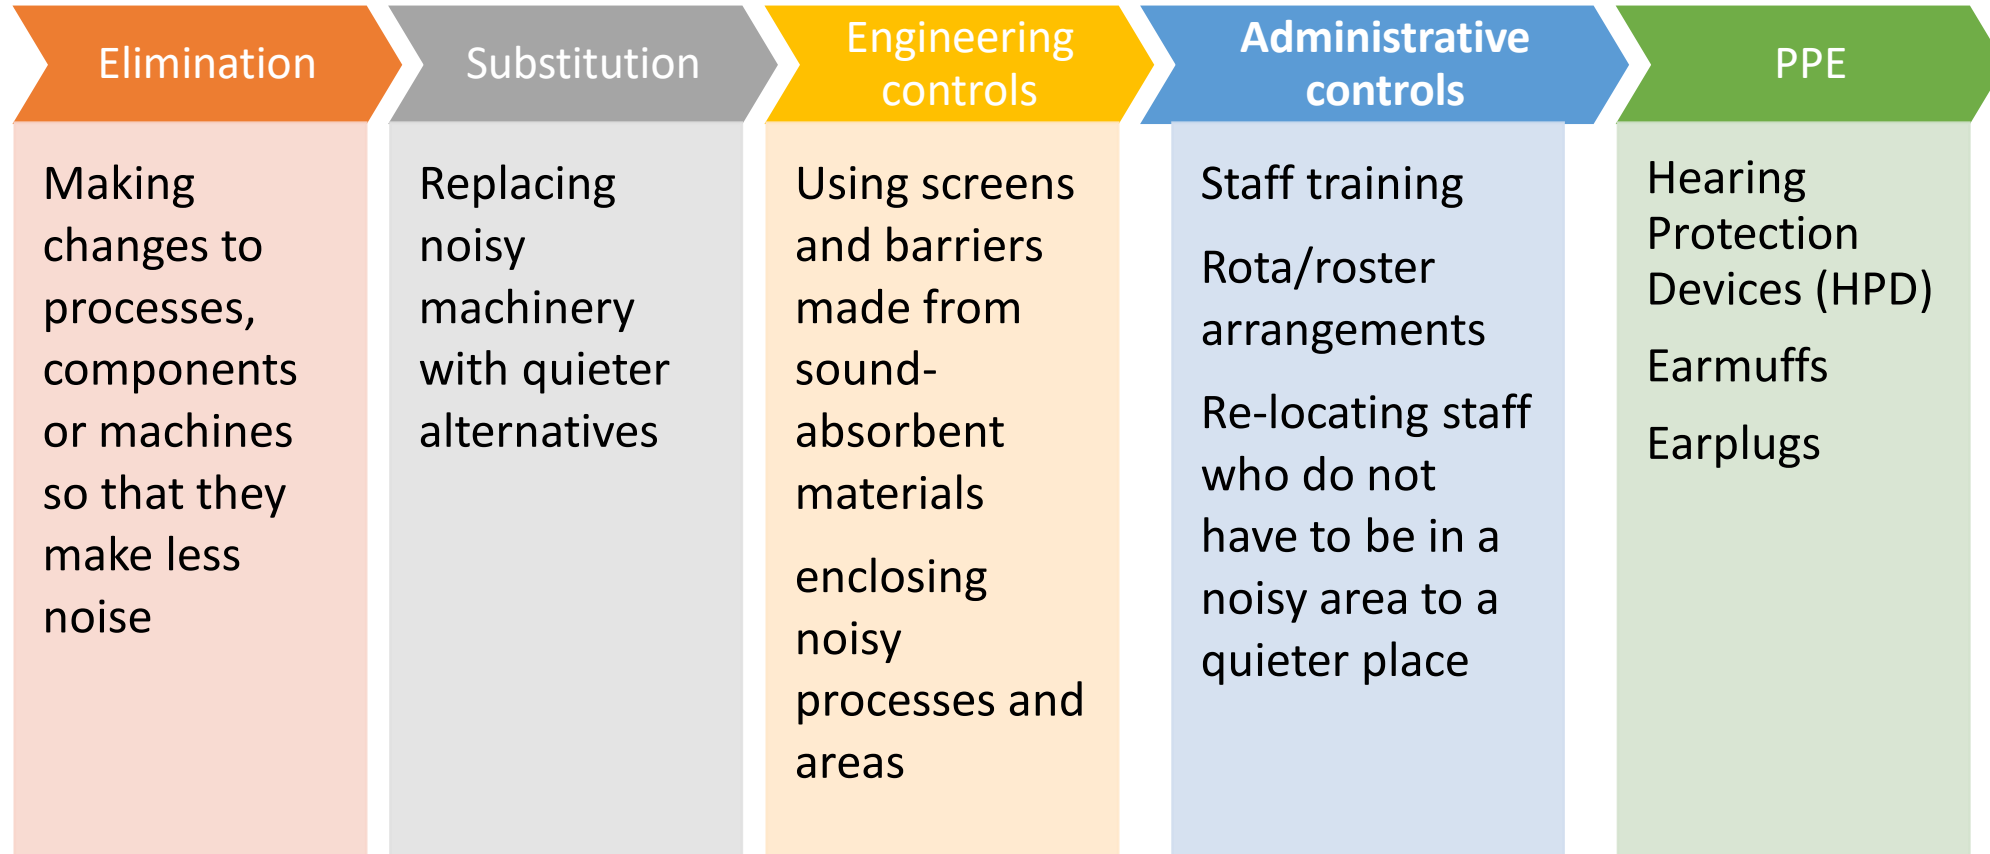 Elimination
Making
changes to
processes,
components
or machines
so that they
make less
noise
Substitution
Replacing
noisy
machinery
with quieter
alternatives
Engineering
controls
Using screens
and barriers
made from
sound-
absorbent
materials
enclosing
noisy
processes and
areas
Administrative
controls
Staff training
Rota/roster
arrangements
Re-locating staff
who do not
have to be in a
noisy area to a
quieter place
PPE
Hearing
Protection
Devices (HPD)
Earmuffs
Earplugs